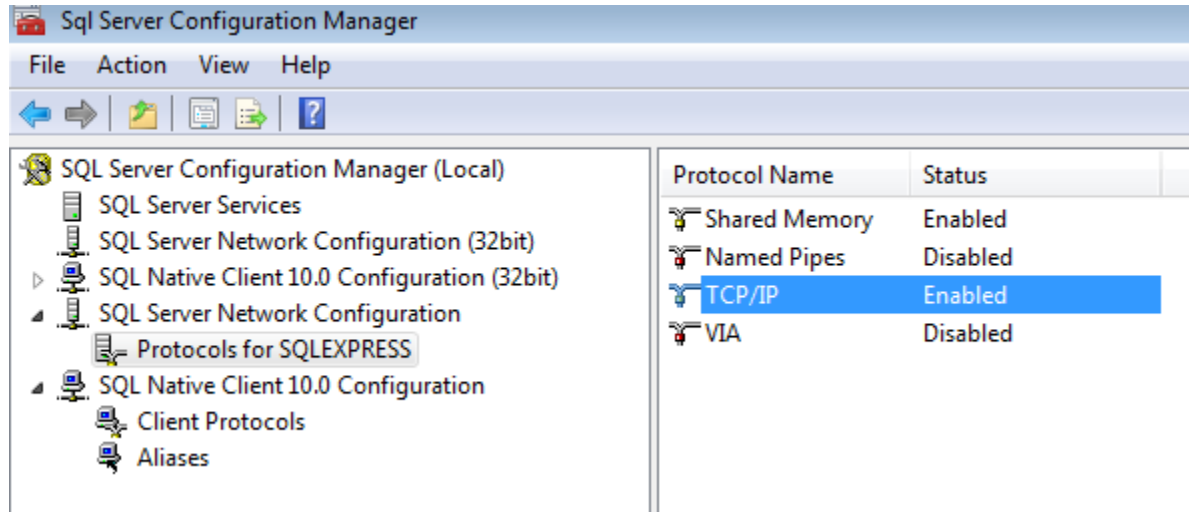 Sql Server Configuration Manager
File Action View Help
SQL Server Configuration Manager (Local)
SQL Server Services
SQL Server Network Configuration (32bit)
SQL Native Client 10.0 Configuration (32bit)
SQL Server Network Configuration
Protocols for SQLEXPRESS
SQL Native Client 10.0 Configuration
Client Protocols
Aliases
Protocol Name Status
Shared Memory Enabled
Named Pipes Disabled
TCP/IP Enabled
VIA Disabled